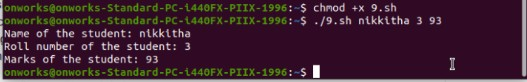 onworks@onworks-Standard-PC-i440FX-PIIX-1996:~$ chmod +x 9.sh
onworks@onworks-Standard-PC-i440FX-PIIX-1996:~$ ./9.sh nikkitha 3 93
Name of the student: nikkitha
Roll number of student: 3
Marks of the student: 93
onworks@onworks-Standard-PC-i440FX-PIIX-1996:~$